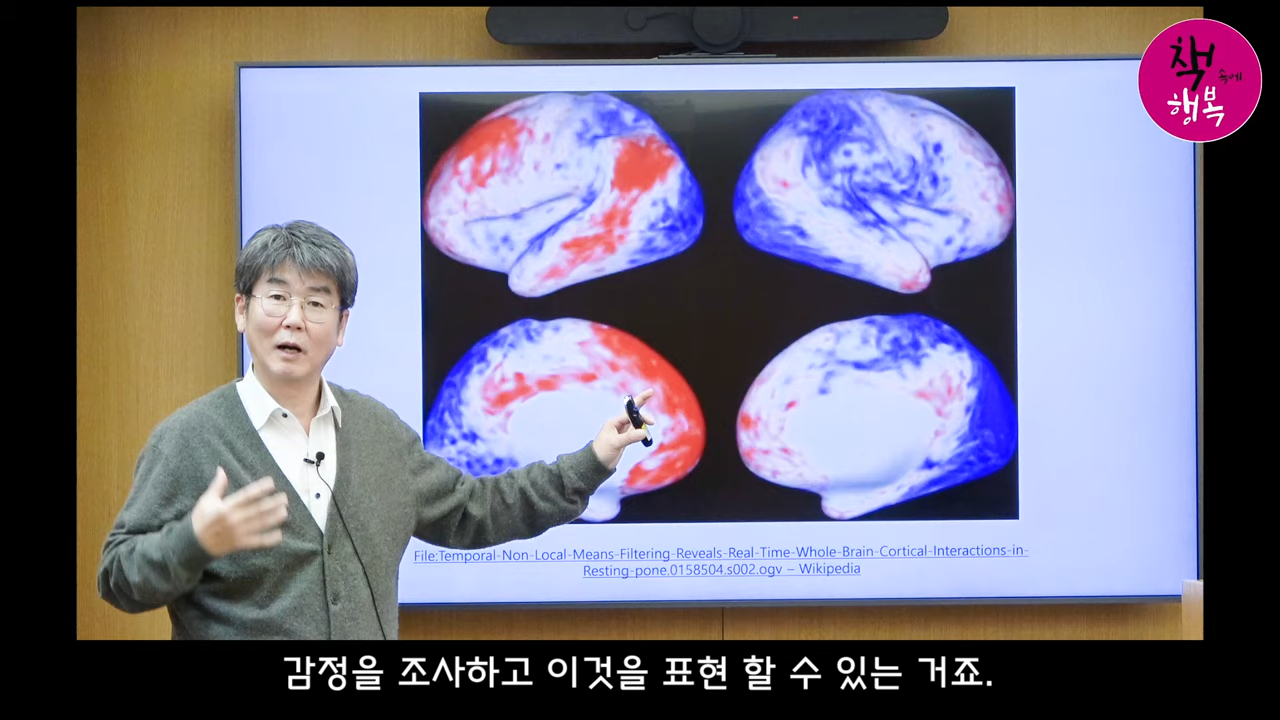 책
속에
행복
File:Temporal-Non-Local-Means-Filtering-Reveals-Real-Time-Whole-Brain-Cortical-Interactions-in-
Resting-pone.0158504.s002.ogv – Wikipedia
감정을 조사하고 이것을 표현 할 수 있는 거죠.